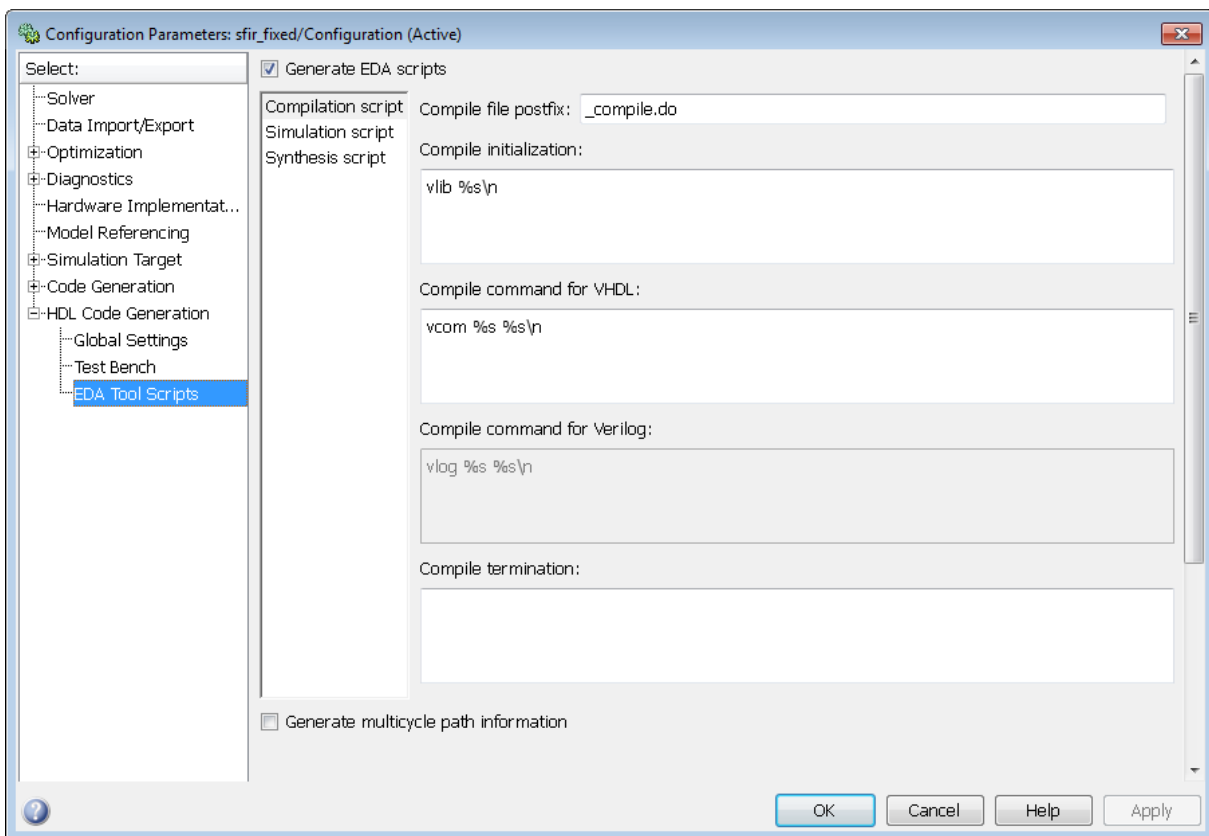 Configuration Parameters: sfir_fixed/Configuration (Active)
Select:
Solver
Data Import/Export
Optimization
Diagnostics
Hardware Implementat...
Model Referencing
Simulation Target
Code Generation
HDL Code Generation
Global Settings
Test Bench
EDA Tool Scripts
Generate EDA scripts
Compilation script
Simulation script
Synthesis script
Compile file postfix: _compile.do
Compile initialization:
vlib %s\n
Compile command for VHDL:
vcom %s %s\n
Compile command for Verilog:
vlog %s %s\n
Compile termination:
Generate multicycle path information
OK Cancel Help Apply